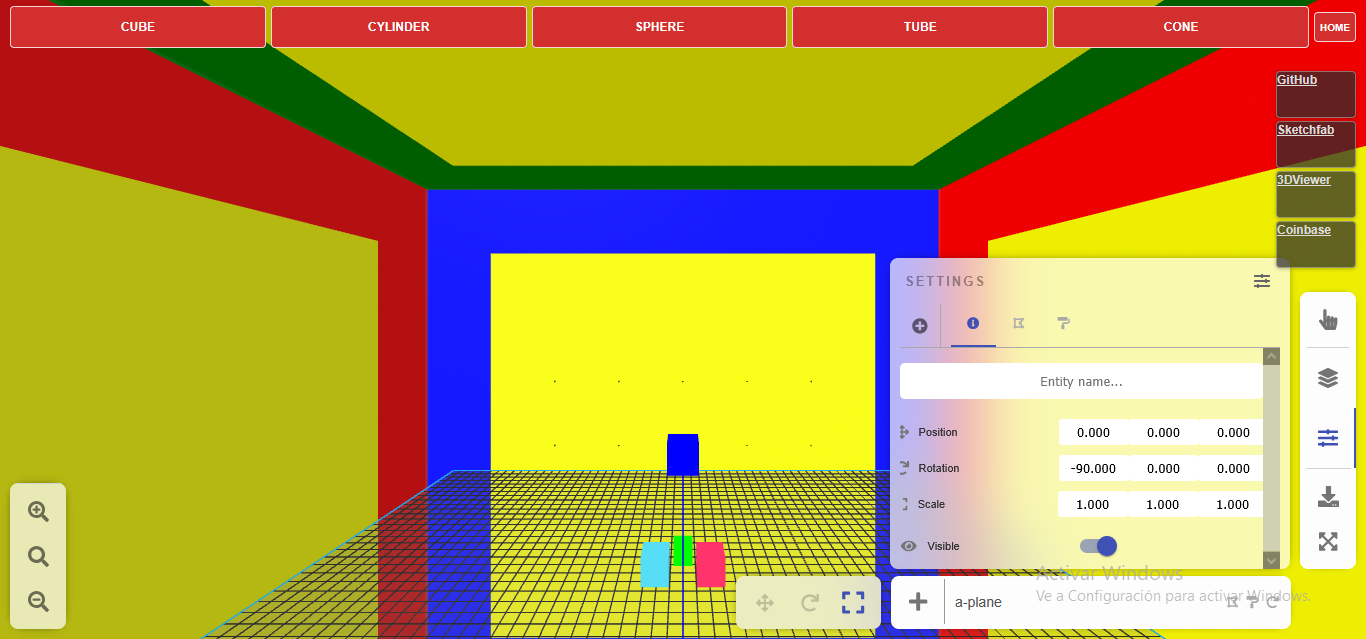 CUBE
CYLINDER
SPHERE
TUBE
CONE
HOME
GitHub
Sketchfab
3DViewer
Coinbase
SETTINGS
Entity name...
Position 0.000 0.000 0.000
Rotation -90.000 0.000 0.000
Scale 1.000 1.000 1.000
Visible
Activar Windows
Ve a Configuración para activar Windows.
a-plane